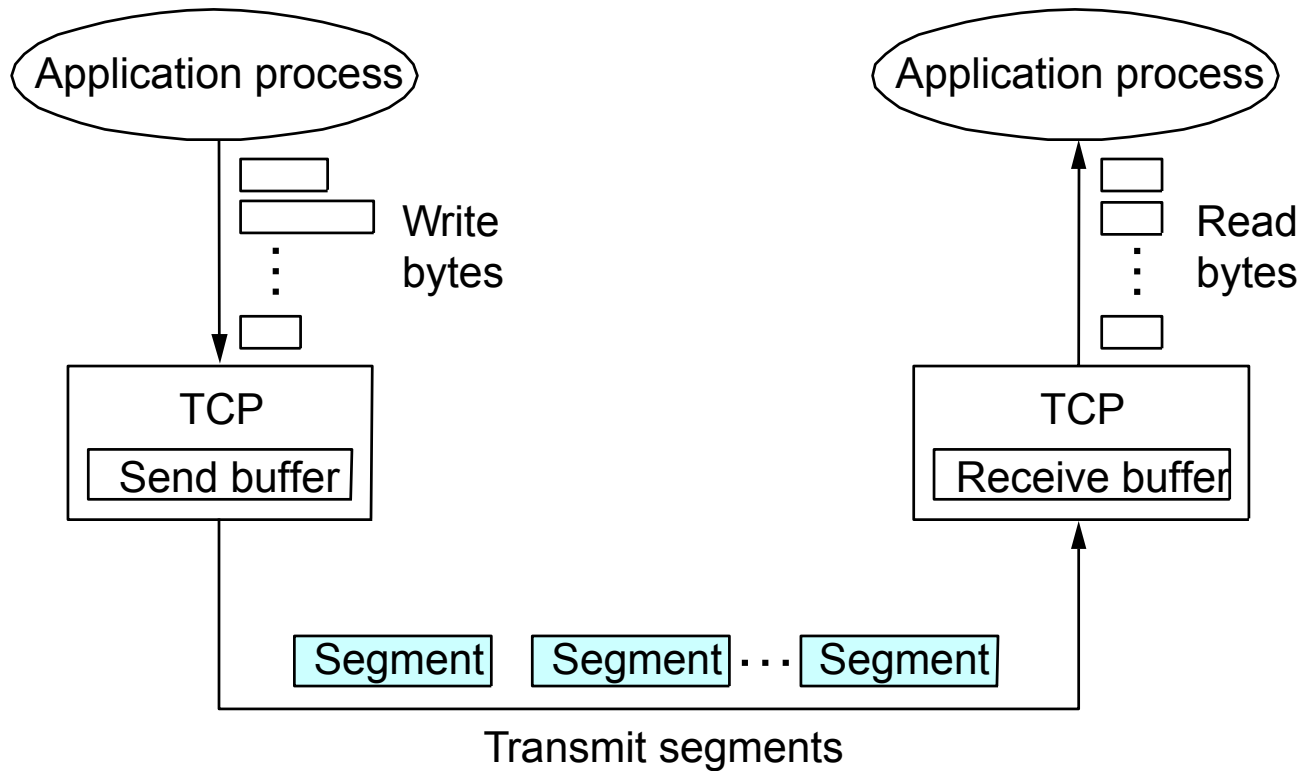 Application process
Application process
Write
bytes
Read
bytes
TCP
Send buffer
TCP
Receive buffer
Segment
Segment
Segment
Transmit segments